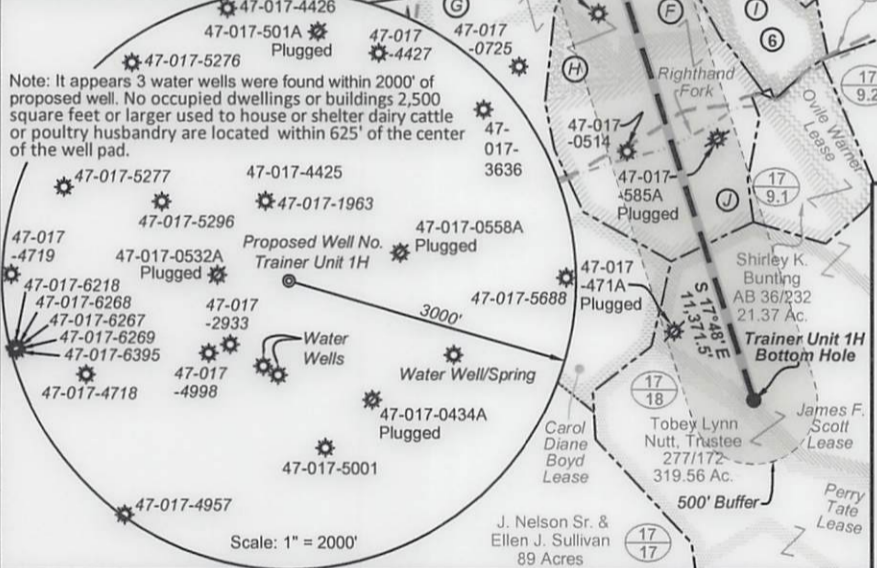 47-017-4426
47-017-501A
Plugged
47-017
-4427
47-017
-0725
47-017-5276
Note: It appears 3 water wells were found within 2000' of
proposed well. No occupied dwellings or buildings 2,500
square feet or larger used to house or shelter dairy cattle
or poultry husbandry are located within 625' of the center
of the well pad.
47-
017-
3636
47-017-5277
47-017-4425
47-017-1963
47-017-5296
47-017
-4719
47-017-0532A
Plugged
Proposed Well No.
Trainer Unit 1H
47-017-0558A
Plugged
47-017-6218
47-017-6268
47-017-6267
47-017-6269
47-017-6395
47-017
-2933
3000'
47-017-5688
Water
Wells
47-017-4718
47-017
-4998
Water Well/Spring
47-017-0434A
Plugged
47-017-5001
47-017-4957
Scale: 1" = 2000'
G
F
I
6
H
Righthand
Fork
17
9.2
Ovile Warner
Lease
47-017
-0514
47-017-
-585A
Plugged
J
17
9.1
47-017
-471A
Plugged
S 17°48' E
11,371.5'
Shirley K.
Bunting
AB 36/232
21.37 Ac.
Trainer Unit 1H
Bottom Hole
17
18
Carol
Diane
Boyd
Lease
Tobey Lynn
Nutt, Trustee
277/172
319.56 Ac.
James F.
Scott
Lease
500' Buffer
Perry
Tate
Lease
J. Nelson Sr. &
Ellen J. Sullivan
89 Acres
17
17